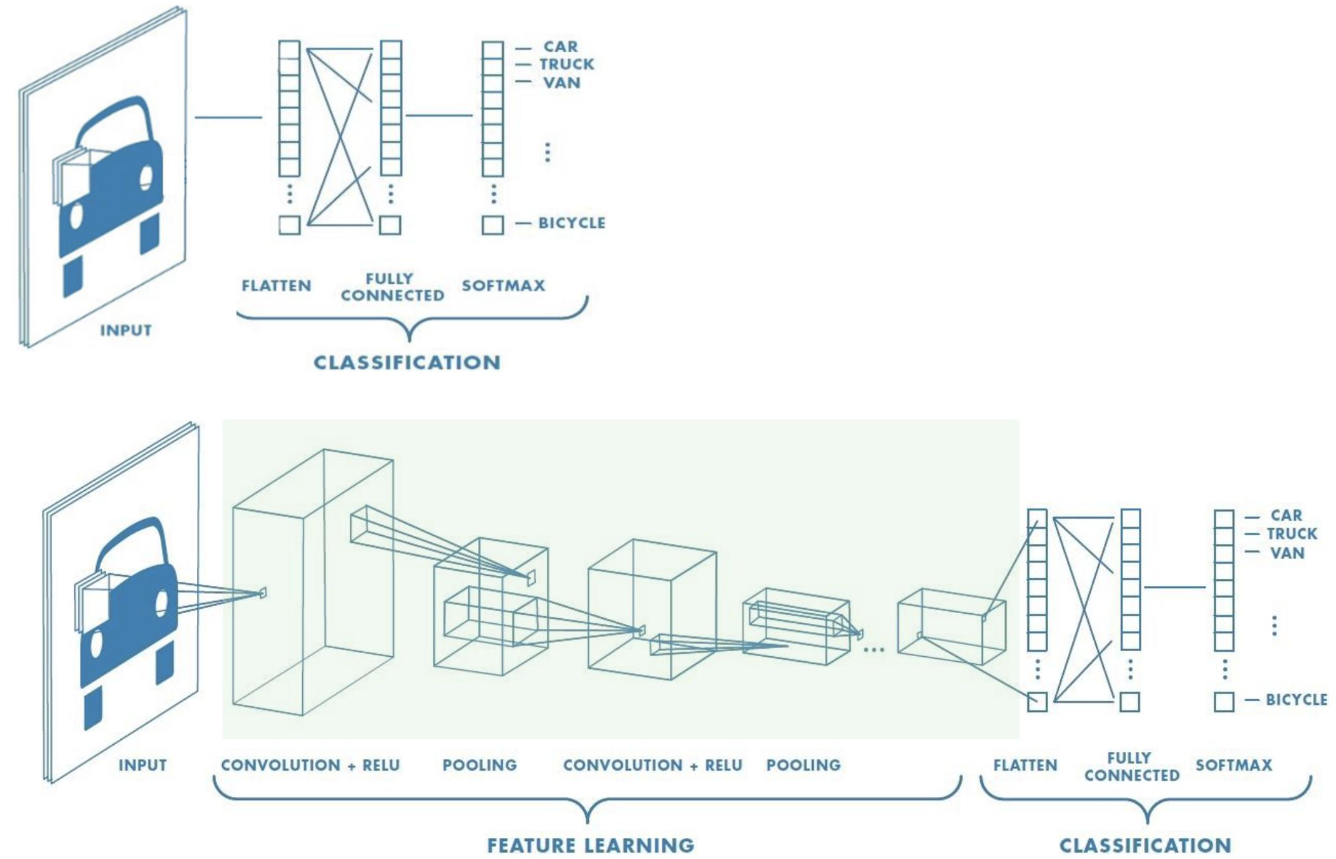 CAR
TRUCK
VAN
BICYCLE
FLATTEN
FULLY
CONNECTED
SOFTMAX
INPUT
CLASSIFICATION
CAR
TRUCK
VAN
BICYCLE
INPUT
CONVOLUTION + RELU
POOLING
CONVOLUTION + RELU
POOLING
FLATTEN
FULLY
CONNECTED
SOFTMAX
FEATURE LEARNING
CLASSIFICATION